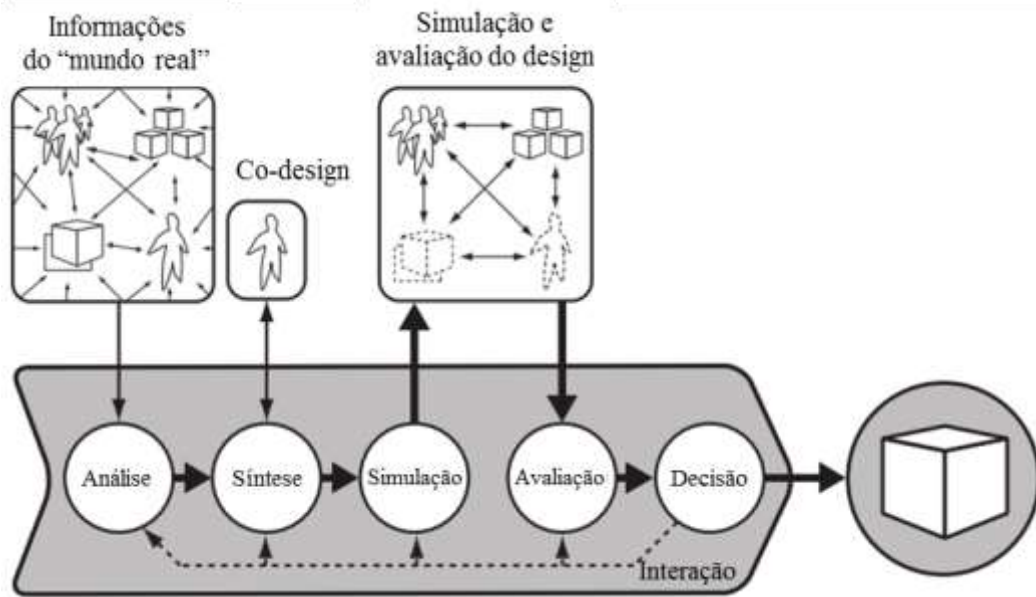 Informações
do “mundo real”
Simulação e
avaliação do design
Co-design
Análise
Síntese
Simulação
Avaliação
Decisão
Interação